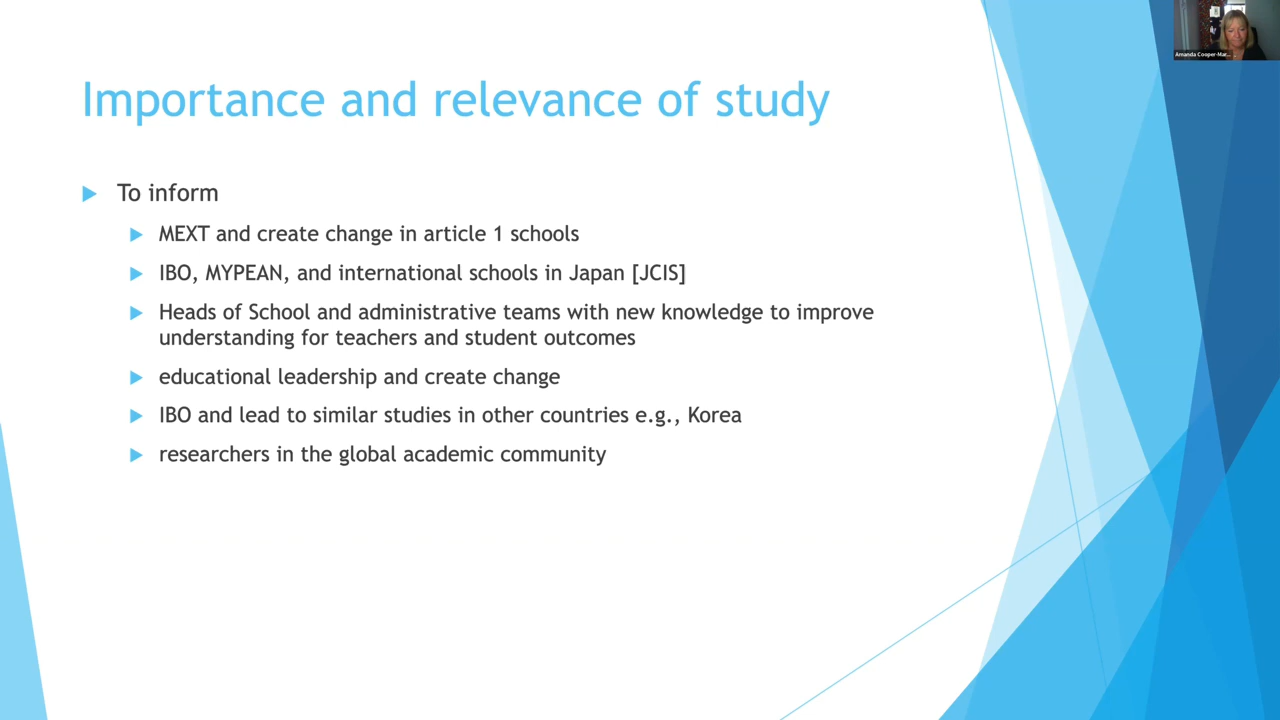 Amanda Cooper-Mar...
Importance and relevance of study
To inform
MEXT and create change in article 1 schools
IBO, MYPEAN, and international schools in Japan [JCIS]
Heads of School and administrative teams with new knowledge to improve
understanding for teachers and student outcomes
educational leadership and create change
IBO and lead to similar studies in other countries e.g., Korea
researchers in the global academic community